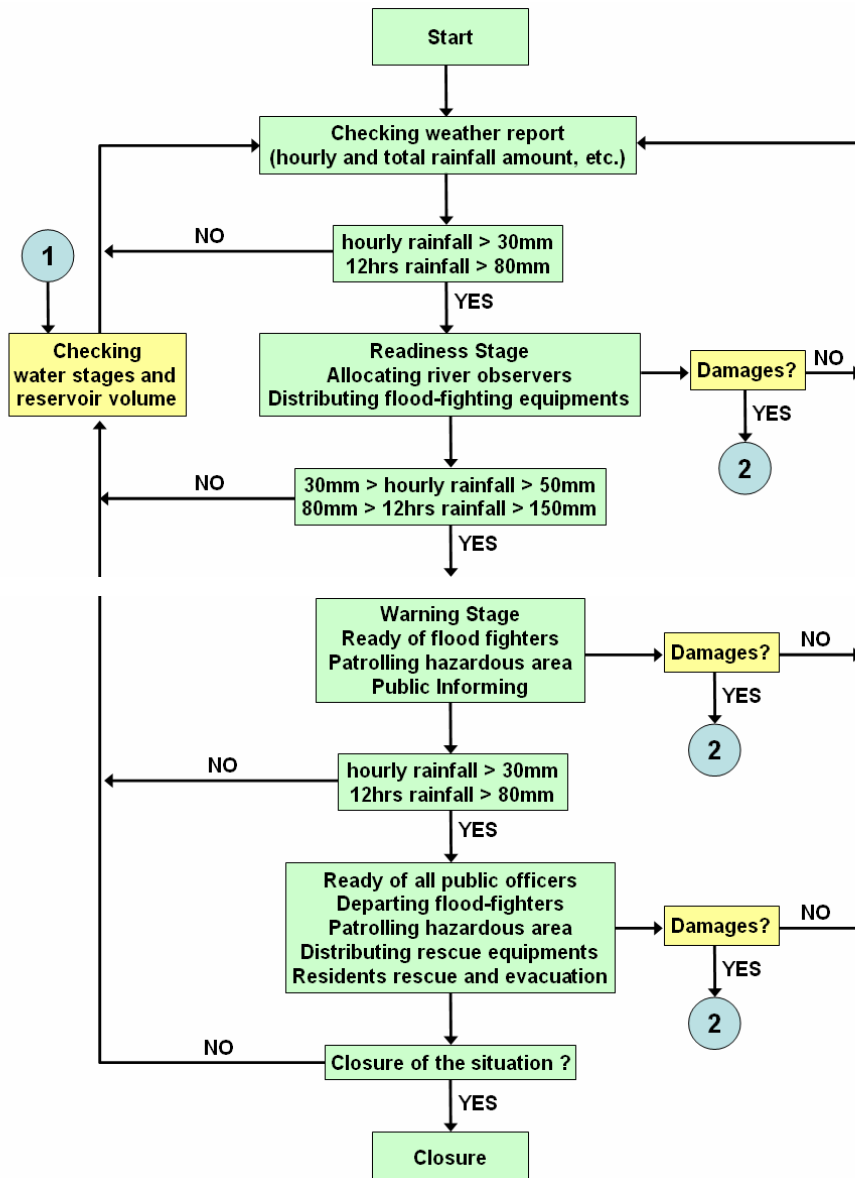 Start
Checking weather report
(hourly and total rainfall amount, etc.)
NO
hourly rainfall > 30mm
12hrs rainfall > 80mm
1
YES
Checking
water stages and
reservoir volume
Readiness Stage
Allocating river observers
Distributing flood-fighting equipments
Damages?
NO
YES
2
NO
30mm > hourly rainfall > 50mm
80mm > 12hrs rainfall > 150mm
YES
Warning Stage
Ready of flood fighters
Patrolling hazardous area
Public Informing
Damages?
NO
YES
2
NO
hourly rainfall > 30mm
12hrs rainfall > 80mm
YES
Ready of all public officers
Departing flood-fighters
Patrolling hazardous area
Distributing rescue equipments
Residents rescue and evacuation
Damages?
NO
YES
2
NO
Closure of the situation ?
YES
Closure